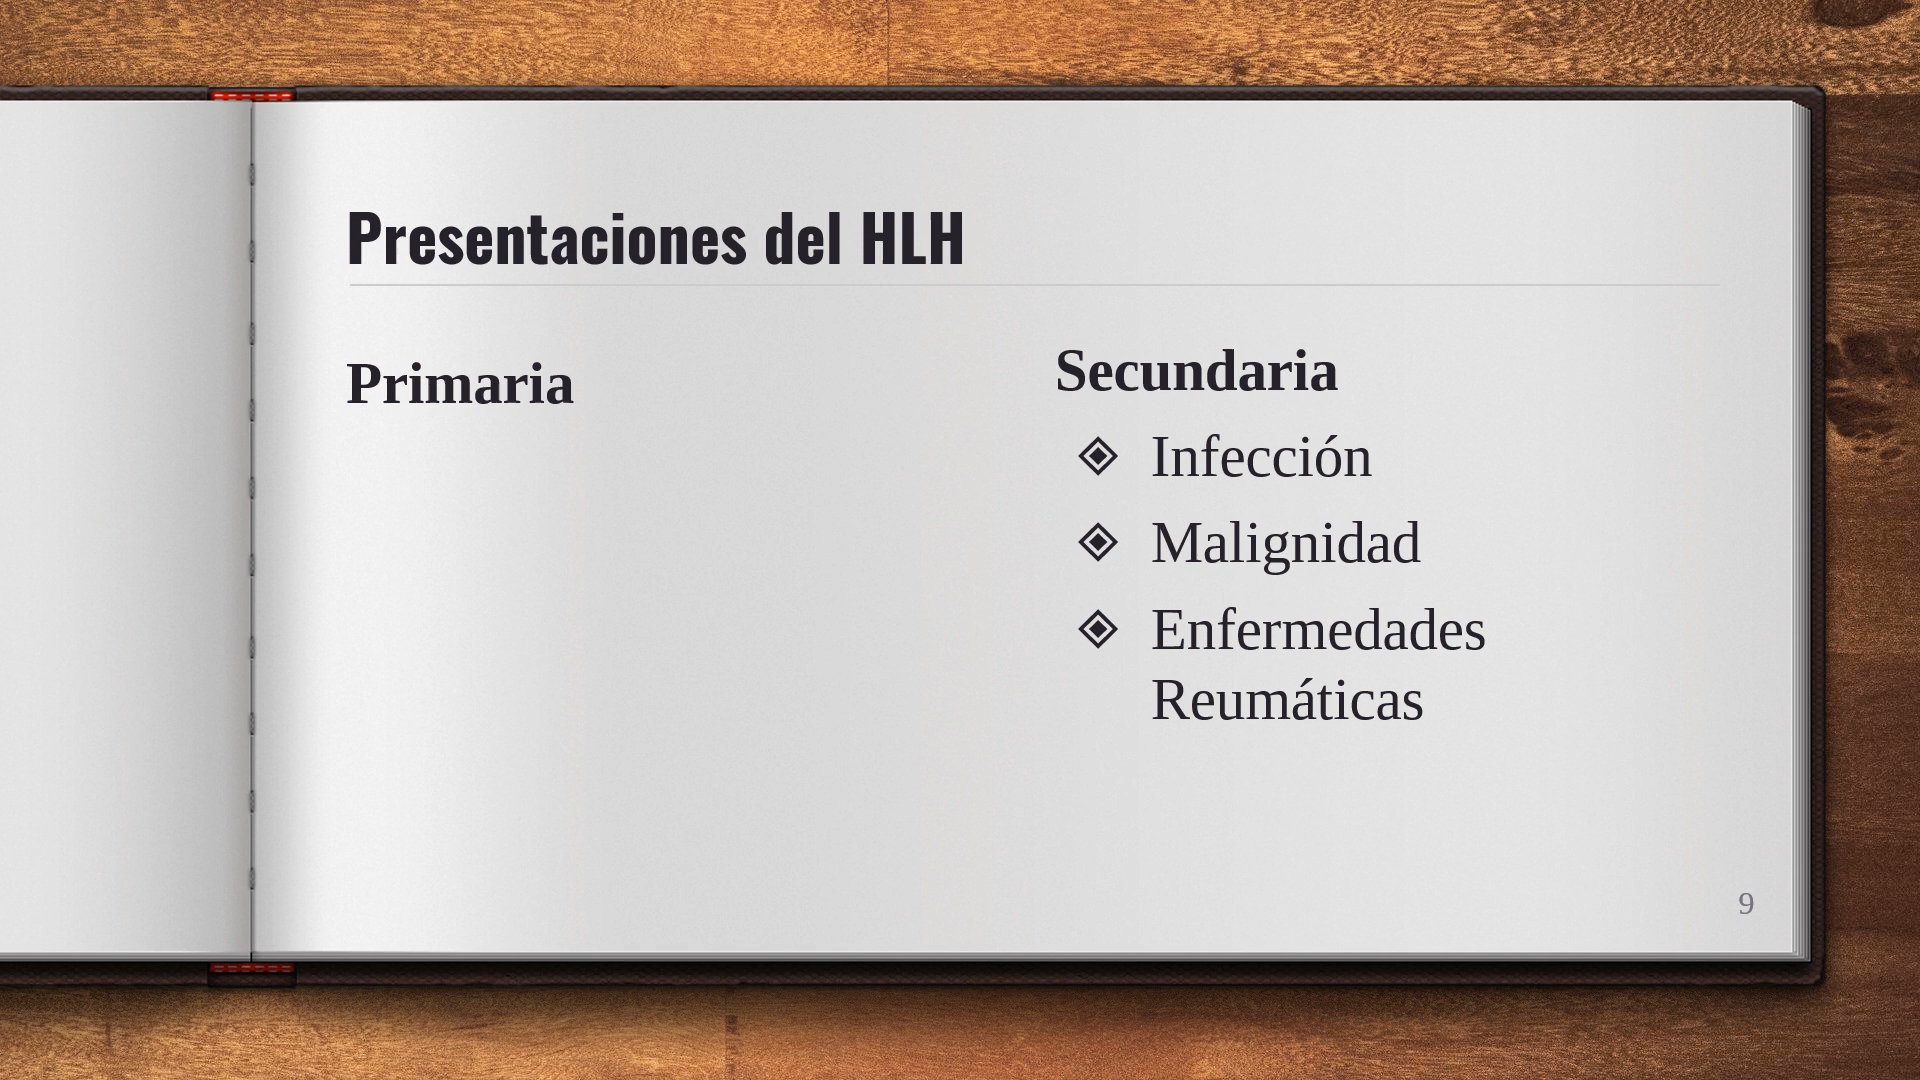 Presentaciones del HLH
Primaria
Secundaria
Infección
Malignidad
Enfermedades
Reumáticas
9